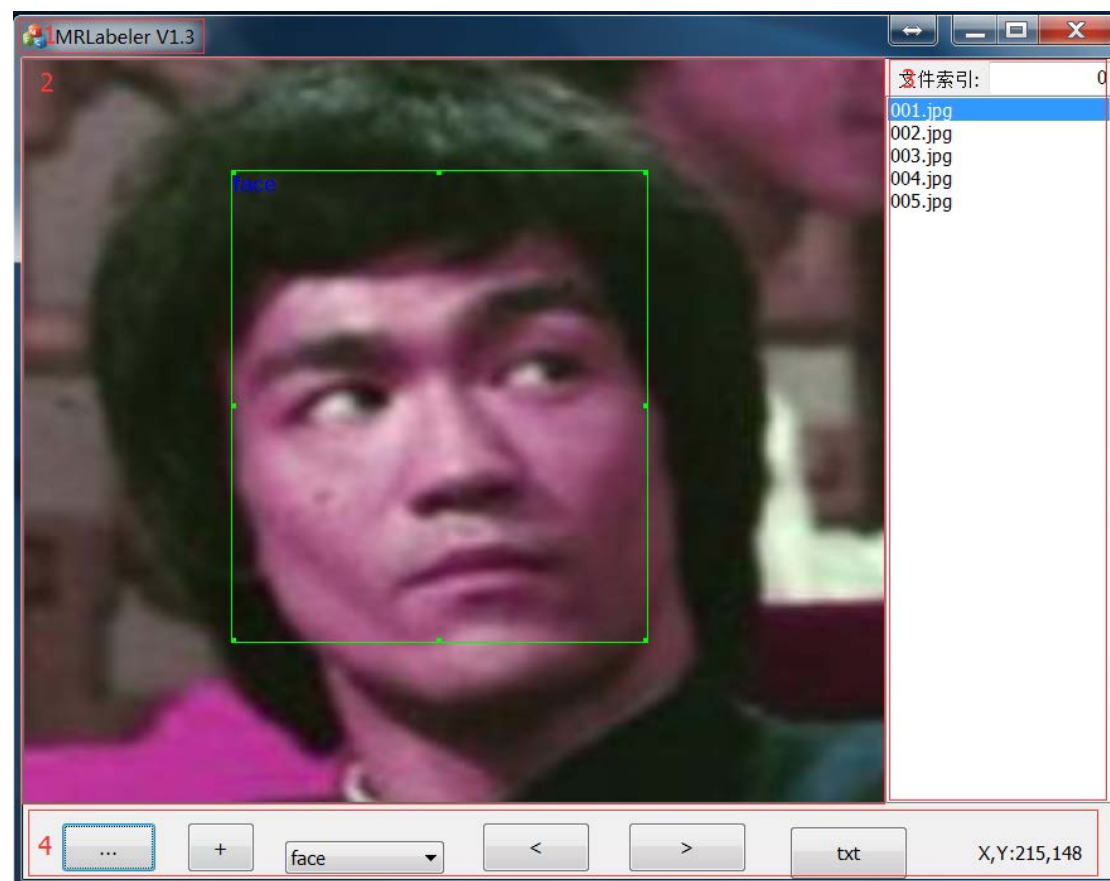 1 MRLabeler V1.3
2
face
3
文件索引: 0
001.jpg
002.jpg
003.jpg
004.jpg
005.jpg
4 ... + face < > txt X,Y:215,148